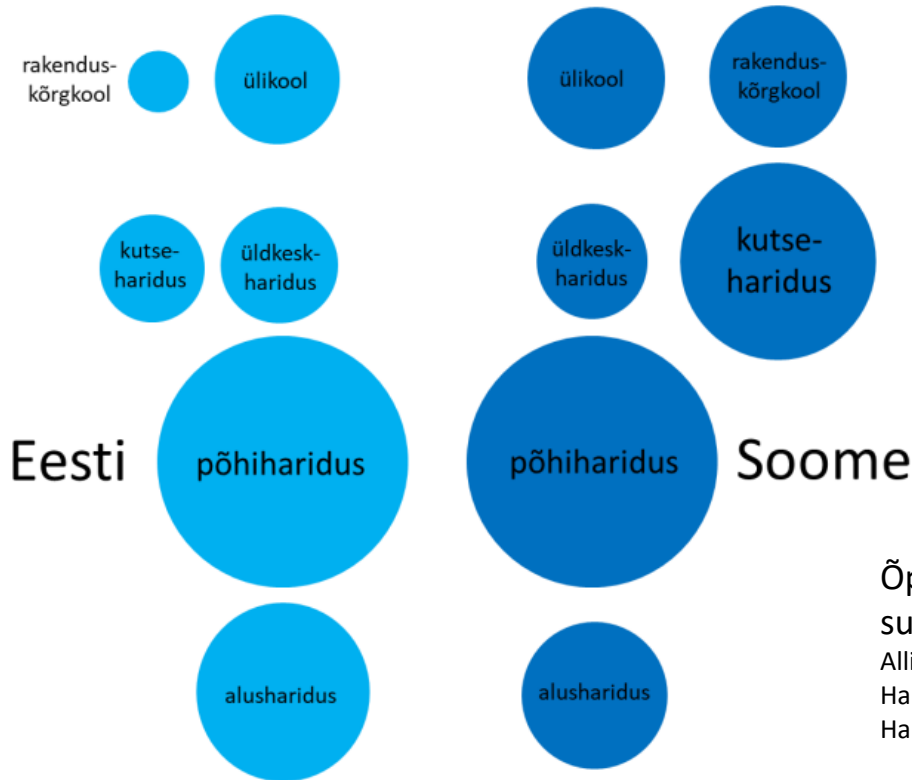 rakendus-
kõrgkool
ülikool
ülikool
rakendus-
kõrgkool
kutse-
haridus
üldkesk-
haridus
üldkesk-
haridus
kutse-
haridus
Eesti
põhiharidus
põhiharidus
Soome
alusharidus
alusharidus